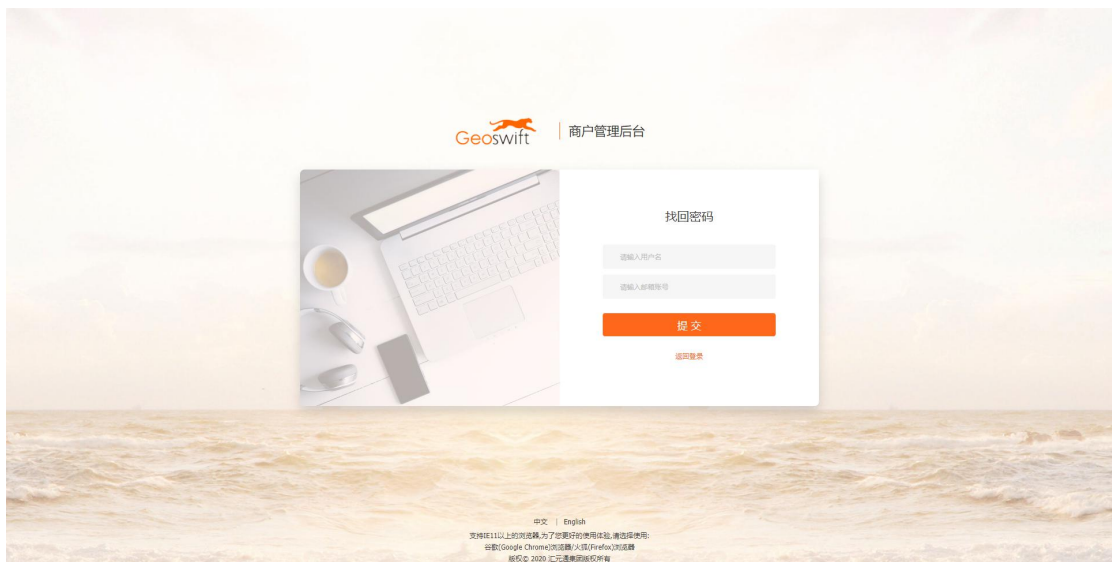 Geoswift
商户管理后台
找回密码
请输入用户名
请输入邮箱账号
提 交
返回登录
中文 | English
支持IE11以上的浏览器,为了您更好的使用体验,请选择使用:
谷歌(Google Chrome)浏览器/火狐(Firefox)浏览器
版权© 2020 汇元通集团版权所有